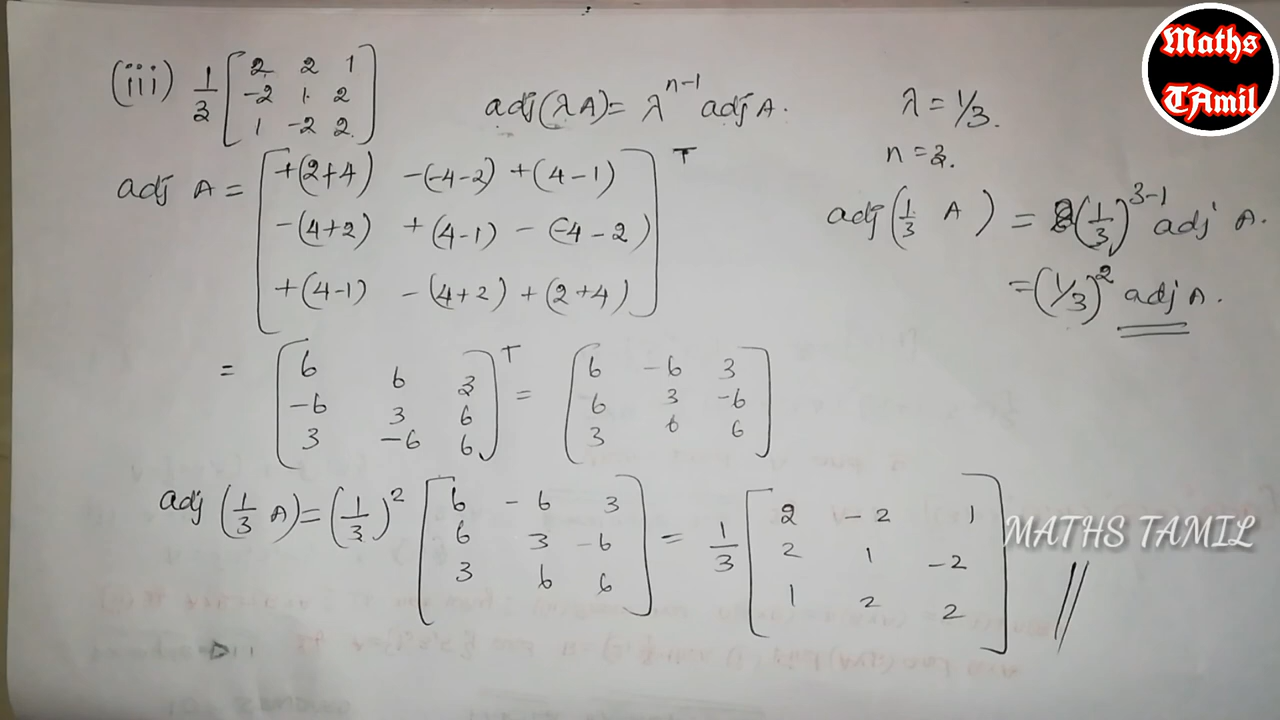 Maths
TAmil
(iii) 1/3 [2 2 1
-2 1 2
1 -2 2]
adj(λA) = λ^(n-1) adj A.
λ = 1/3.
n = 3.
adj A = [+(2+4) -(-4-2) +(4-1)
-(4+2) +(4-1) -(-4-2)
+(4-1) -(4+2) +(2+4)]^T
adj(1/3 A) = (1/3)^(3-1) adj A.
= (1/3)^2 adj A.
= [6 6 3
-6 3 6
3 -6 6]^T = [6 -6 3
6 3 -6
3 6 6]
adj (1/3 A) = (1/3)^2 [6 -6 3
6 3 -6
3 6 6] = 1/3 [2 -2 1
2 1 -2
1 2 2] //
MATHS TAMIL